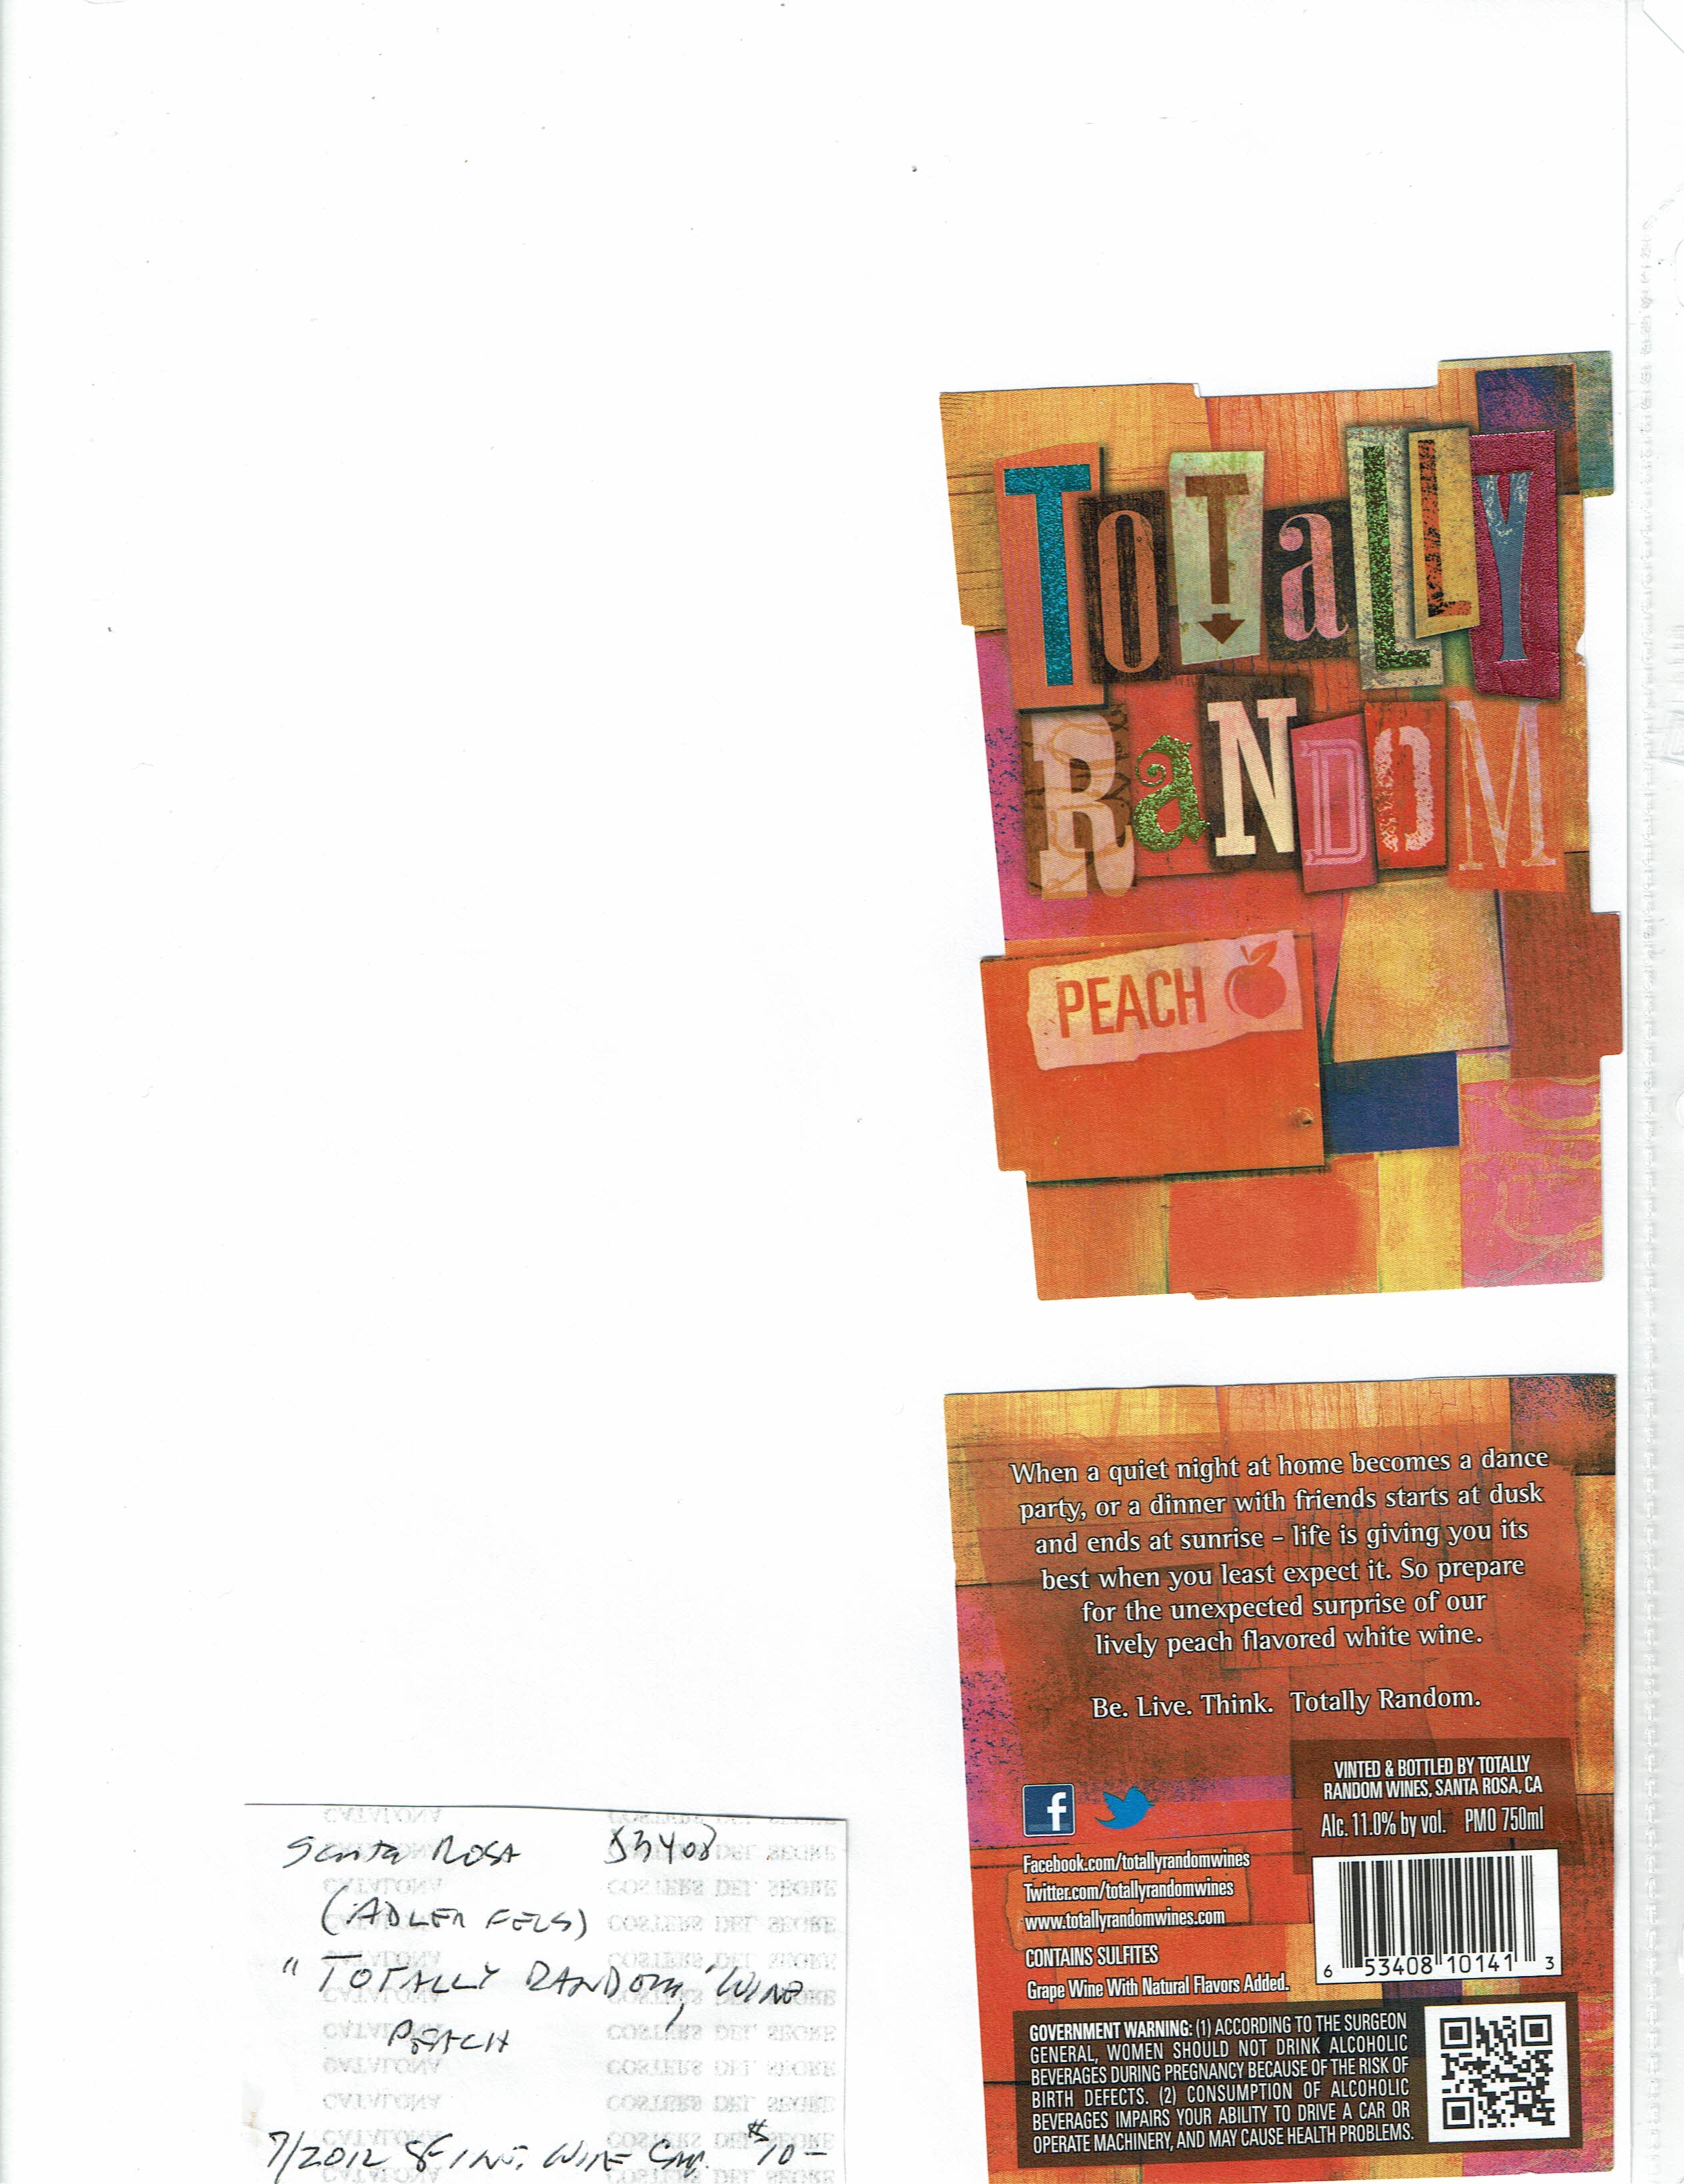 ToTaLLY
RaNDOM
PEACH
When a quiet night at home becomes a dance
party, or a dinner with friends starts at dusk
and ends at sunrise – life is giving you its
best when you least expect it. So prepare
for the unexpected surprise of our
lively peach flavored white wine.
Be. Live. Think. Totally Random.
VINTED & BOTTLED BY TOTALLY
RANDOM WINES, SANTA ROSA, CA
Alc. 11.0% by vol. PMO 750ml
Facebook.com/totallyrandomwines
Twitter.com/totallyrandomwines
www.totallyrandomwines.com
CONTAINS SULFITES
Grape Wine With Natural Flavors Added.
6 53408 10141 3
GOVERNMENT WARNING: (1) ACCORDING TO THE SURGEON
GENERAL, WOMEN SHOULD NOT DRINK ALCOHOLIC
BEVERAGES DURING PREGNANCY BECAUSE OF THE RISK OF
BIRTH DEFECTS. (2) CONSUMPTION OF ALCOHOLIC
BEVERAGES IMPAIRS YOUR ABILITY TO DRIVE A CAR OR
OPERATE MACHINERY, AND MAY CAUSE HEALTH PROBLEMS.
Santa ROSA 53408
(ADLER FELS)
"TOTALLY RANDOM," WINE
PEACH
7/2012 SF INT. WINE $10-